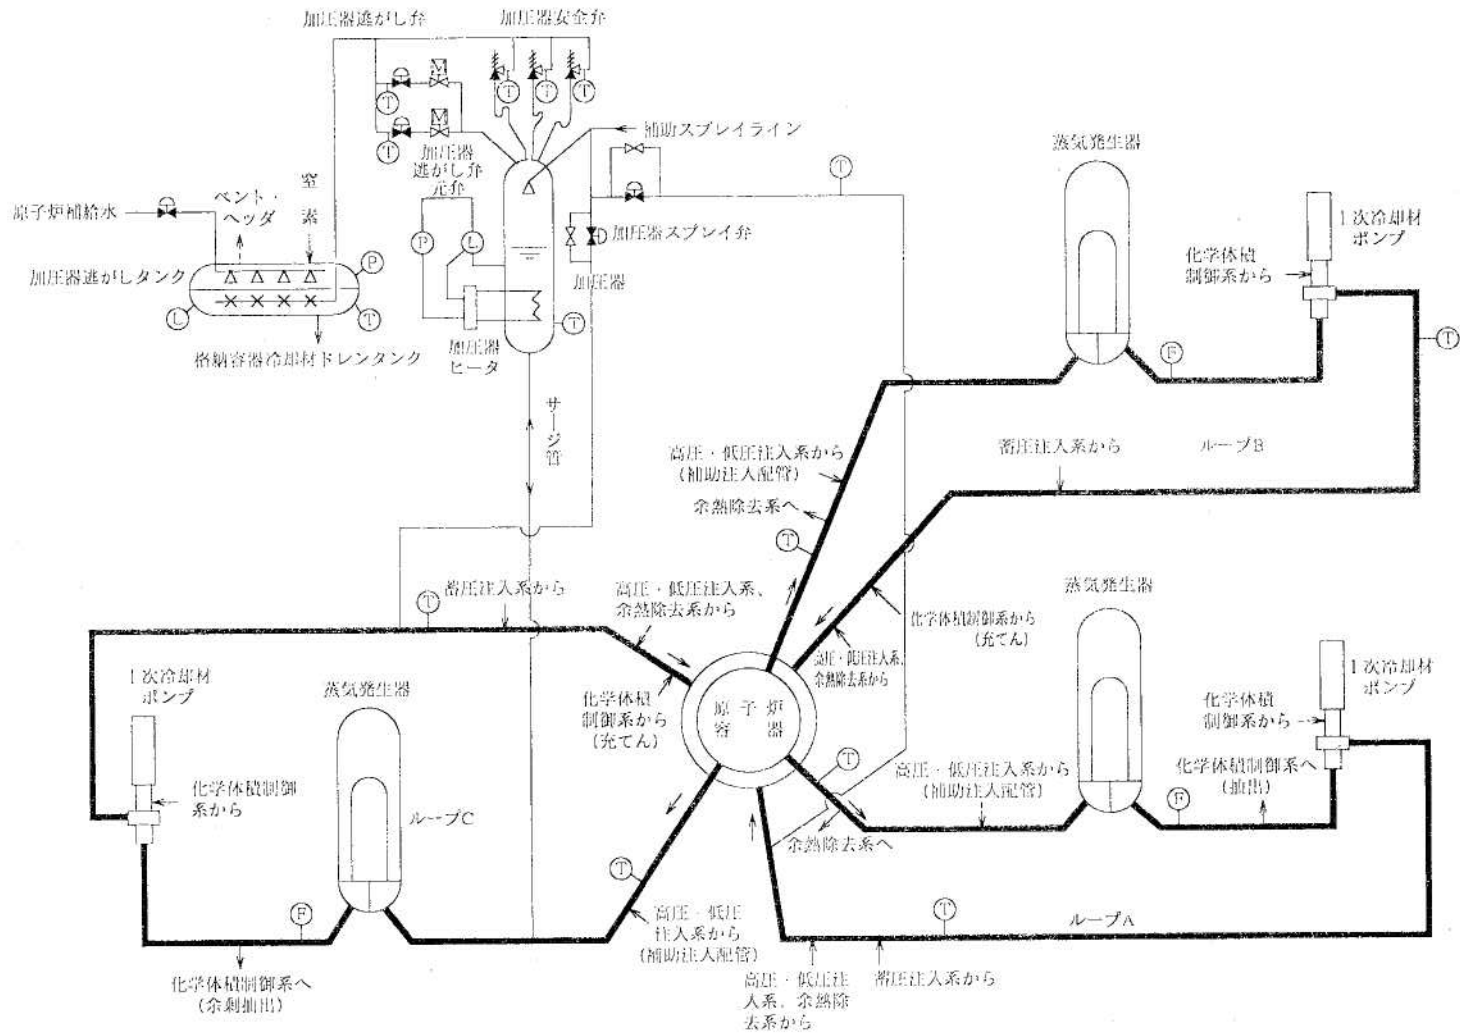 加圧器逃がし弁
加圧器安全弁
M
T
T
T
T
M
T
補助スプレイライン
加圧器
逃がし弁
元弁
T
蒸気発生器
窒素
ベント・
ヘッダ
原子炉補給水
P
L
加圧器スプレイ弁
1次冷却材
ポンプ
化学体積
制御系から
加圧器逃がしタンク
P
加圧器
L
T
T
T
格納容器冷却材ドレンタンク
加圧器
ヒータ
F
サージ管
高圧・低圧注入系から
(補助注入配管)
蓄圧注入系から
ループB
余熱除去系へ
T
蓄圧注入系から
高圧・低圧注入系、
余熱除去系から
T
蒸気発生器
化学体積制御系から
(充てん)
高圧・低圧注入系、
余熱除去系から
1次冷却材
ポンプ
蒸気発生器
化学体積
制御系から
(充てん)
原子炉
容器
1次冷却材
ポンプ
化学体積
制御系から
T
高圧・低圧注入系から
(補助注入配管)
化学体積制御系へ
(抽出)
化学体積制御
系から
ループC
F
余熱除去系へ
T
F
高圧・低圧
注入系から
(補助注入配管)
T
ループA
化学体積制御系へ
(余剰抽出)
高圧・低圧注
入系、余熱除
去系から
蓄圧注入系から